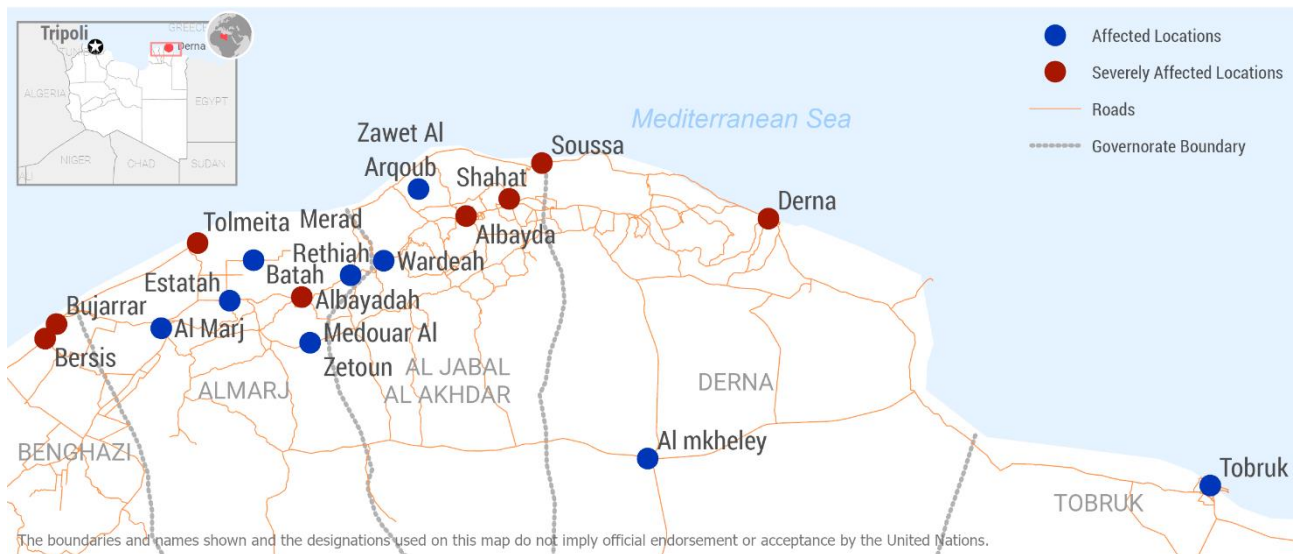 Tripoli
GREECE
TUNISIA
Derna
ALGERIA
EGYPT
NIGER
CHAD
SUDAN
Affected Locations
Severely Affected Locations
Roads
Governorate Boundary
Mediterranean Sea
Zawet Al
Arqoub
Soussa
Shahat
Albayda
Derna
Tolmeita
Merad
Rethiah
Wardeah
Batah
Estatah
Albayadah
Bujarrar
Al Marj
Bersis
Medouar Al
Zetoun
ALMARJ
AL JABAL
AL AKHDAR
DERNA
BENGHAZI
Al mkheley
Tobruk
TOBRUK
The boundaries and names shown and the designations used on this map do not imply official endorsement or acceptance by the United Nations.